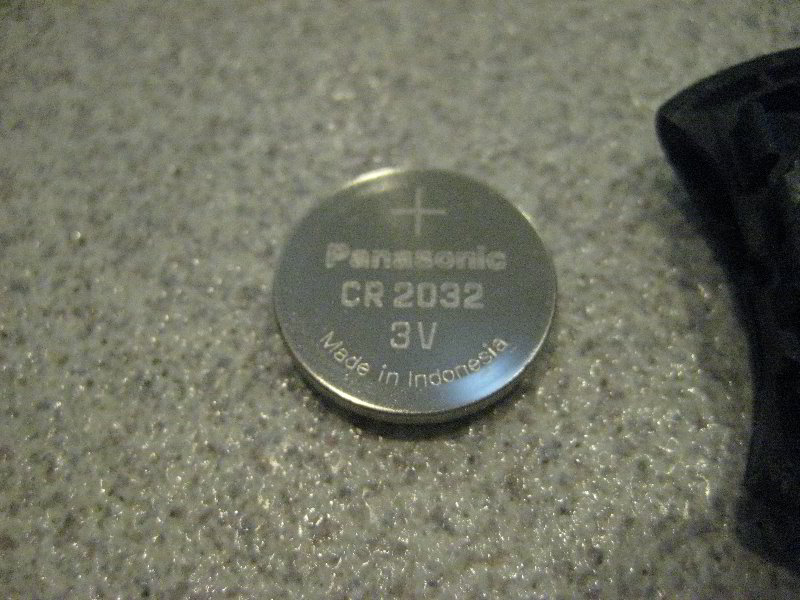 +
Panasonic
CR 2032
3V
Made in Indonesia